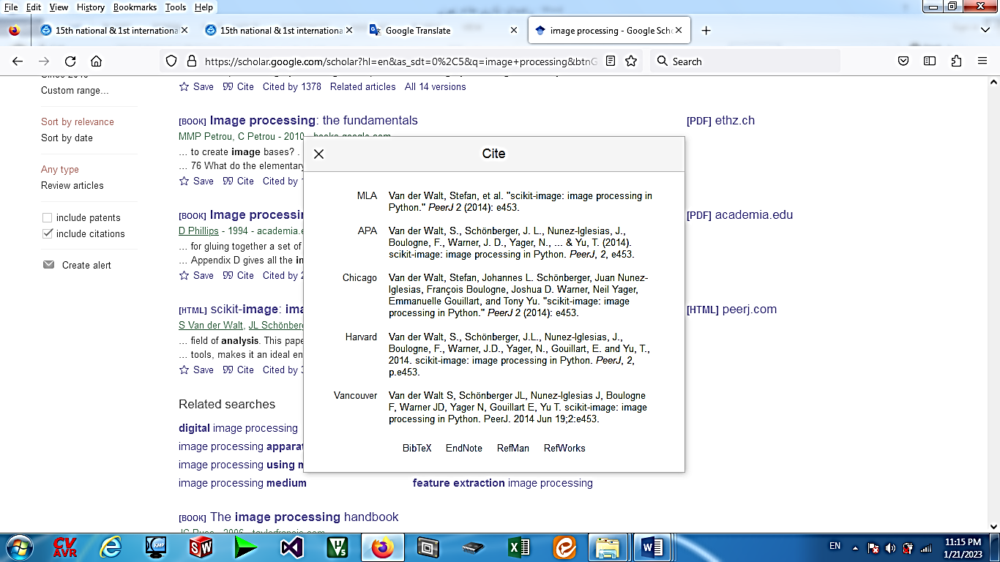 File Edit View History Bookmarks Tools Help
15th national & 1st internationa
15th national & 1st internationa
Google Translate
image processing - Google Scho
https://scholar.google.com/scholar?hl=en&as_sdt=0%2C5&q=image+processing&btnG
Search
Custom range...
Save Cite Cited by 1378 Related articles All 14 versions
Sort by relevance
Sort by date
Any type
Review articles
include patents
include citations
Create alert
[BOOK] Image processing: the fundamentals
[PDF] ethz.ch
MMP Petrou, C Petrou - 2010 - books.google.com
... to create image bases? .
... 76 What do the elementary
Save Cite Cited by 1
[BOOK] Image processin
[PDF] academia.edu
D Phillips - 1994 - academia.e
... for gluing together a set of
... Appendix D gives all the in
Save Cite Cited by 2
[HTML] scikit-image: ima
[HTML] peerj.com
S Van der Walt, JL Schönberg
... field of analysis. This pape
... tools, makes it an ideal en
Save Cite Cited by 3
Related searches
digital image processing
image processing apparat
image processing using m
image processing medium
feature extraction image processing
[BOOK] The image processing handbook
Cite
MLA
Van der Walt, Stefan, et al. "scikit-image: image processing in
Python." PeerJ 2 (2014): e453.
APA
Van der Walt, S., Schönberger, J. L., Nunez-Iglesias, J.,
Boulogne, F., Warner, J. D., Yager, N., ... & Yu, T. (2014).
scikit-image: image processing in Python. PeerJ, 2, e453.
Chicago
Van der Walt, Stefan, Johannes L. Schönberger, Juan Nunez-
Iglesias, François Boulogne, Joshua D. Warner, Neil Yager,
Emmanuelle Gouillart, and Tony Yu. "scikit-image: image
processing in Python." PeerJ 2 (2014): e453.
Harvard
Van der Walt, S., Schönberger, J.L., Nunez-Iglesias, J.,
Boulogne, F., Warner, J.D., Yager, N., Gouillart, E. and Yu, T.,
2014. scikit-image: image processing in Python. PeerJ, 2,
p.e453.
Vancouver
Van der Walt S, Schönberger JL, Nunez-Iglesias J, Boulogne
F, Warner JD, Yager N, Gouillart E, Yu T. scikit-image: image
processing in Python. PeerJ. 2014 Jun 19;2:e453.
BibTeX EndNote RefMan RefWorks
CV
AVR
KMP
SW
EN
11:15 PM
1/21/2023